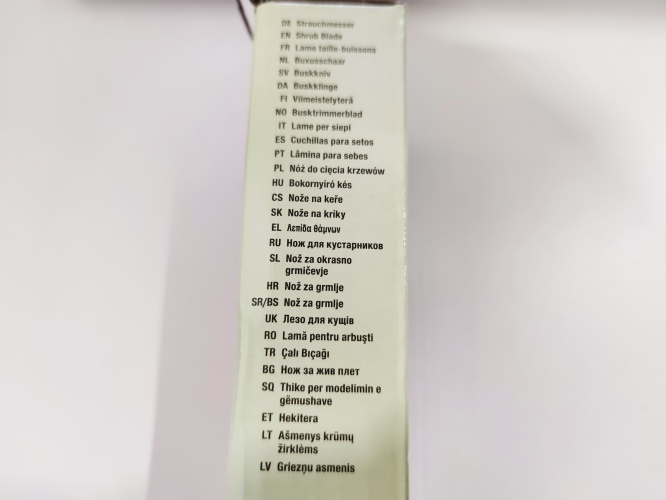 DE Strauchmesser
EN Shrub Blade
FR Lame taille-buissons
NL Buxusschaar
SV Buskkniv
DA Buskklinge
FI Viimeistelyterä
NO Busktrimmerblad
IT Lame per siepi
ES Cuchillas para setos
PT Lâmina para sebes
PL Nóż do cięcia krzewów
HU Bokornyíró kés
CS Nože na keře
SK Nože na kríky
EL Λεπίδα θάμνων
RU Нож для кустарников
SL Nož za okrasno
grmičevje
HR Nož za grmlje
SR/BS Nož za grmlje
UK Лезо для кущів
RO Lamă pentru arbuşti
TR Çalı Bıçağı
BG Нож за жив плет
SQ Thike per modelimin e
gëmushave
ET Hekitera
LT Ašmenys krūmų
žirklėms
LV Griezņu asmenis